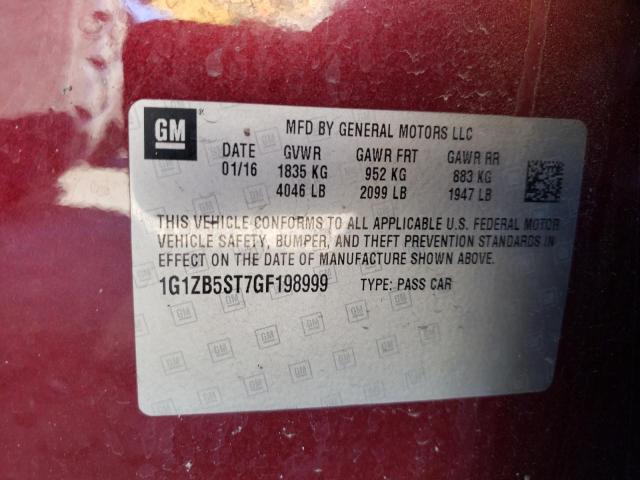 GM
MFD BY GENERAL MOTORS LLC
DATE GVWR GAWR FRT GAWR RR
01/16 1835 KG 952 KG 883 KG
4046 LB 2099 LB 1947 LB
THIS VEHICLE CONFORMS TO ALL APPLICABLE U.S. FEDERAL MOTOR
VEHICLE SAFETY, BUMPER, AND THEFT PREVENTION STANDARDS IN
EFFECT ON THE DATE OF MANUFACTURE SHOWN ABOVE.
1G1ZB5ST7GF198999 TYPE: PASS CAR